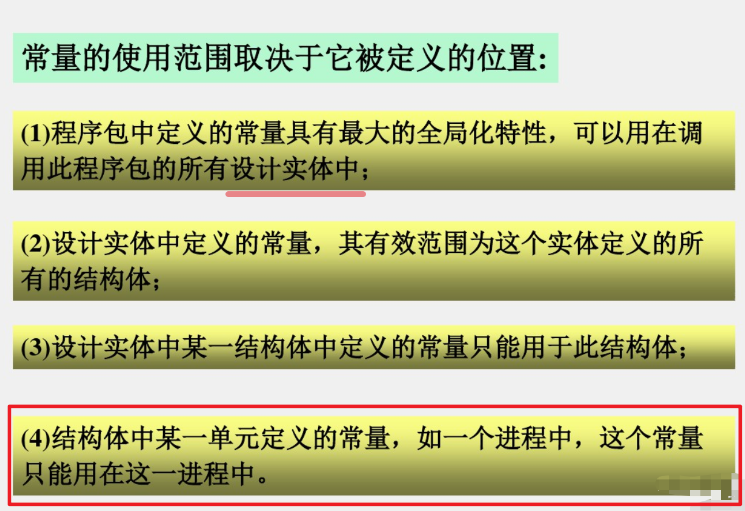 常量的使用范围取决于它被定义的位置:
(1)程序包中定义的常量具有最大的全局化特性，可以用在调
用此程序包的所有设计实体中；
(2)设计实体中定义的常量，其有效范围为这个实体定义的所
有的结构体；
(3)设计实体中某一结构体中定义的常量只能用于此结构体；
(4)结构体中某一单元定义的常量，如一个进程中，这个常量
只能用在这一进程中。